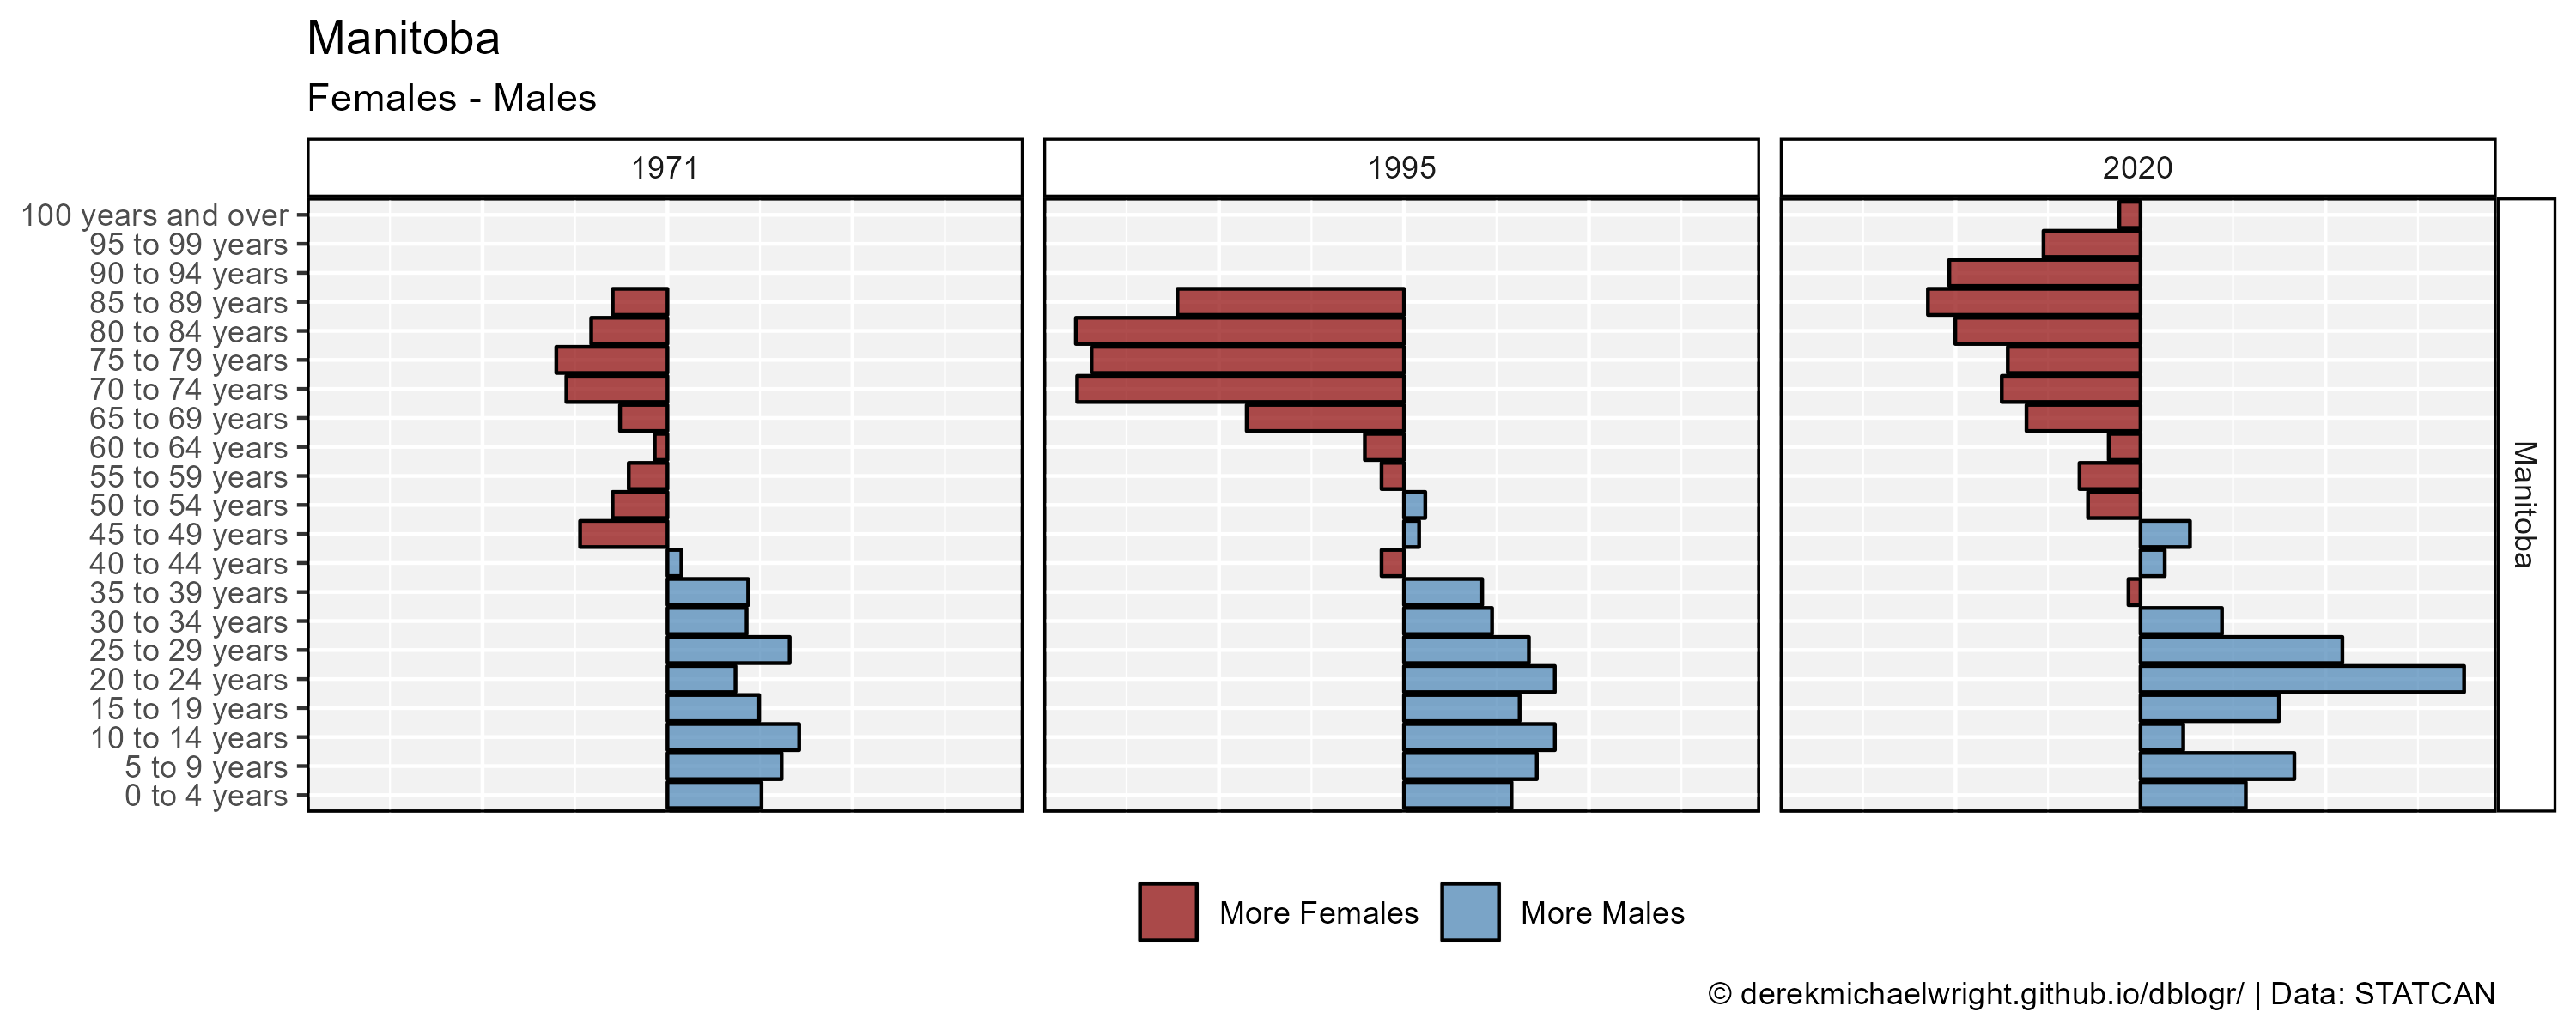 Manitoba
Females - Males
1971
1995
2020
100 years and over
95 to 99 years
90 to 94 years
85 to 89 years
80 to 84 years
75 to 79 years
70 to 74 years
65 to 69 years
60 to 64 years
55 to 59 years
50 to 54 years
45 to 49 years
40 to 44 years
35 to 39 years
30 to 34 years
25 to 29 years
20 to 24 years
15 to 19 years
10 to 14 years
5 to 9 years
0 to 4 years
Manitoba
More Females
More Males
© derekmichaelwright.github.io/dblogr/ | Data: STATCAN